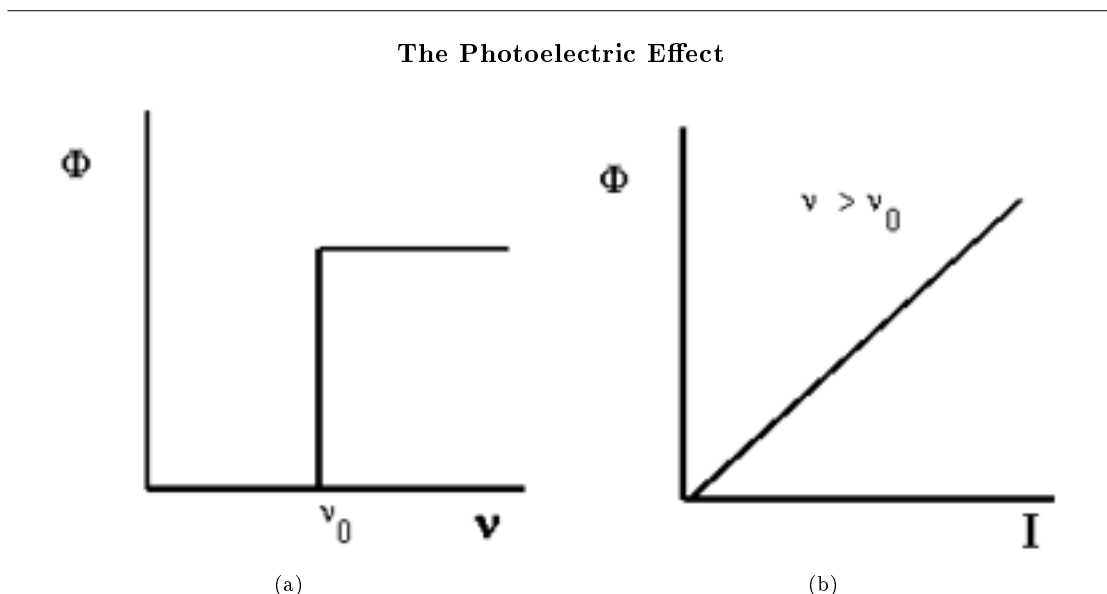 The Photoelectric Effect
Φ
ν₀
ν
(a)
Φ
ν > ν₀
I
(b)